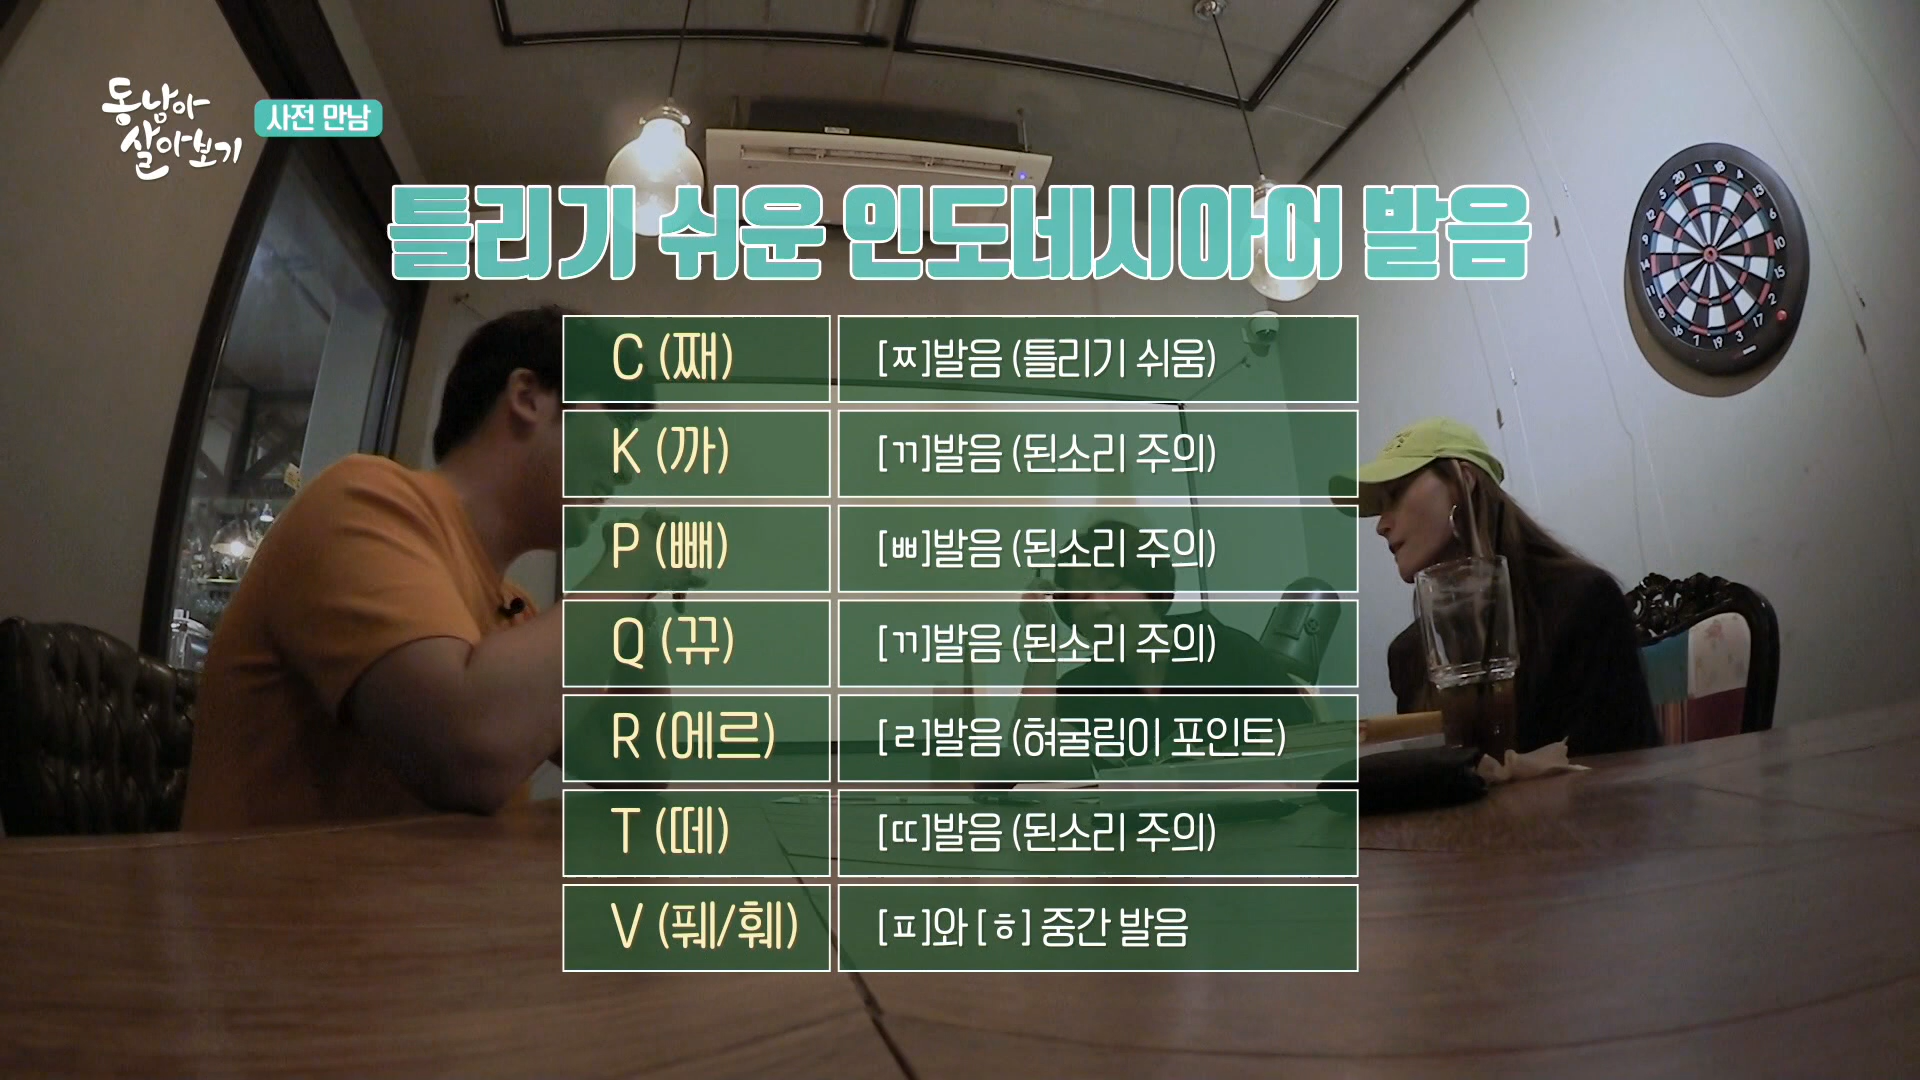 동남아
살아보기
사전 만남
틀리기 쉬운 인도네시아어 발음
C (째) [ㅉ]발음 (틀리기 쉬움)
K (까) [ㄲ]발음 (된소리 주의)
P (빼) [ㅃ]발음 (된소리 주의)
Q (뀨) [ㄲ]발음 (된소리 주의)
R (에르) [ㄹ]발음 (혀굴림이 포인트)
T (떼) [ㄸ]발음 (된소리 주의)
V (풰/훼) [ㅍ]와 [ㅎ] 중간 발음